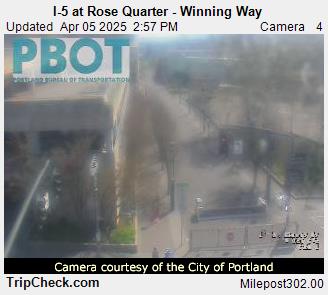 I-5 at Rose Quarter - Winning Way
Updated Apr 05 2025 2:57 PM Camera 4
PBOT
PORTLAND BUREAU OF TRANSPORTATION
Camera courtesy of the City of Portland
TripCheck.com Milepost302.00